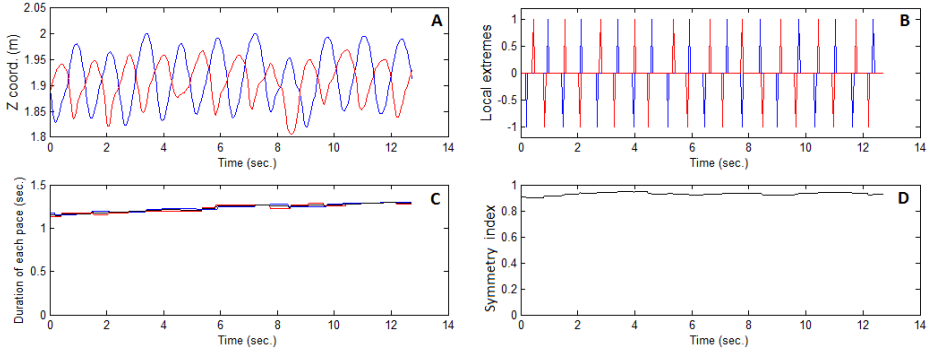 A
Z coord. (m)
2.05
2
1.95
1.9
1.85
1.8
0 2 4 6 8 10 12 14
Time (sec.)
B
Local extremes
1
0.5
0
-0.5
-1
0 2 4 6 8 10 12 14
Time (sec.)
C
Duration of each pace (sec.)
1.5
1
0.5
0
0 2 4 6 8 10 12 14
Time (sec.)
D
Symmetry index
1
0.8
0.6
0.4
0.2
0
0 2 4 6 8 10 12 14
Time (sec.)